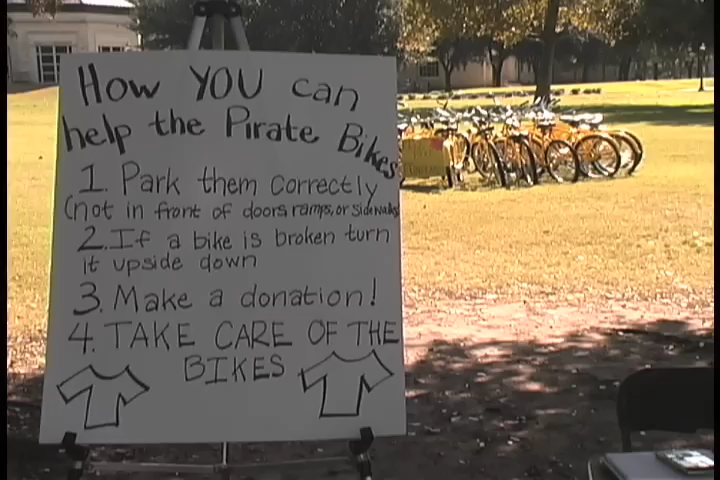 How YOU can
help the Pirate Bikes
1. Park them correctly
(not in front of doors, ramps, or sidewalks
2. If a bike is broken turn
it upside down
3. Make a donation!
4. TAKE CARE OF THE
BIKES